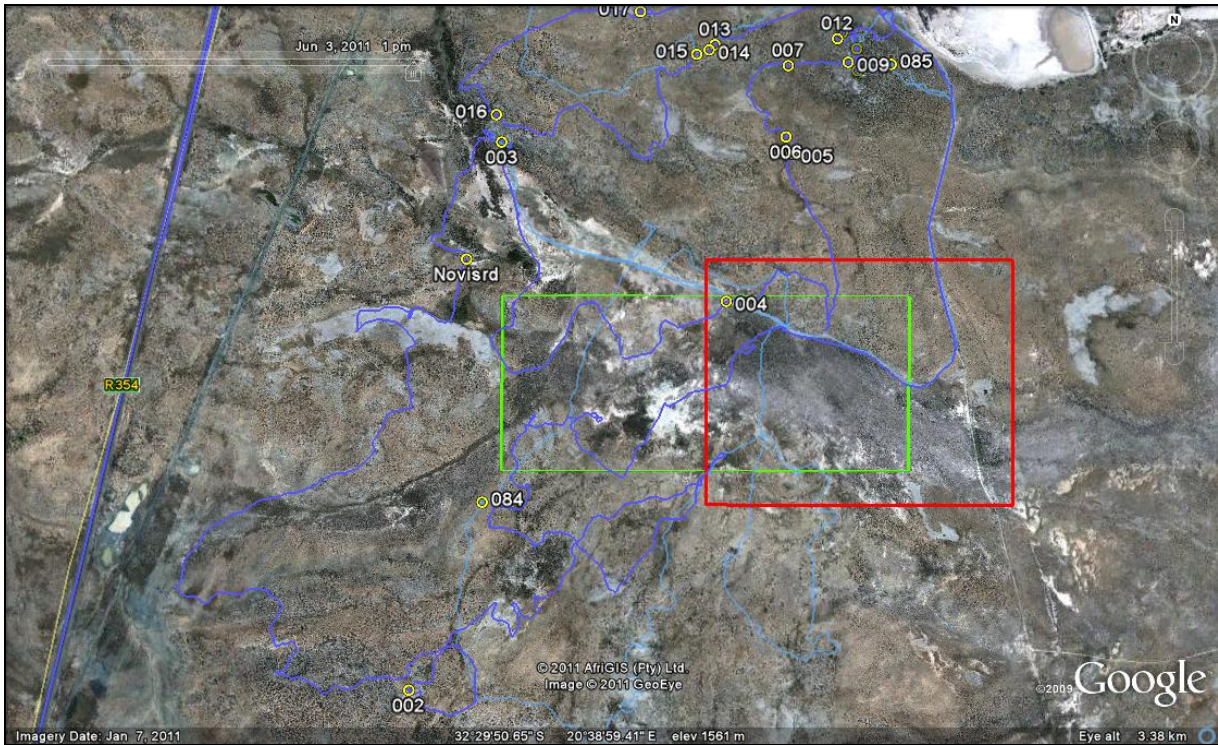 017
Jun 3, 2011 1 pm
N
013
012
015
014
007
009
085
016
003
006
005
Novisrd
004
R354
084
© 2011 AfriGIS (Pty) Ltd.
Image © 2011 GeoEye
©2009 Google
002
Imagery Date: Jan 7, 2011
32°29'50.65" S 20°38'59.41" E elev 1561 m
Eye alt 3.38 km